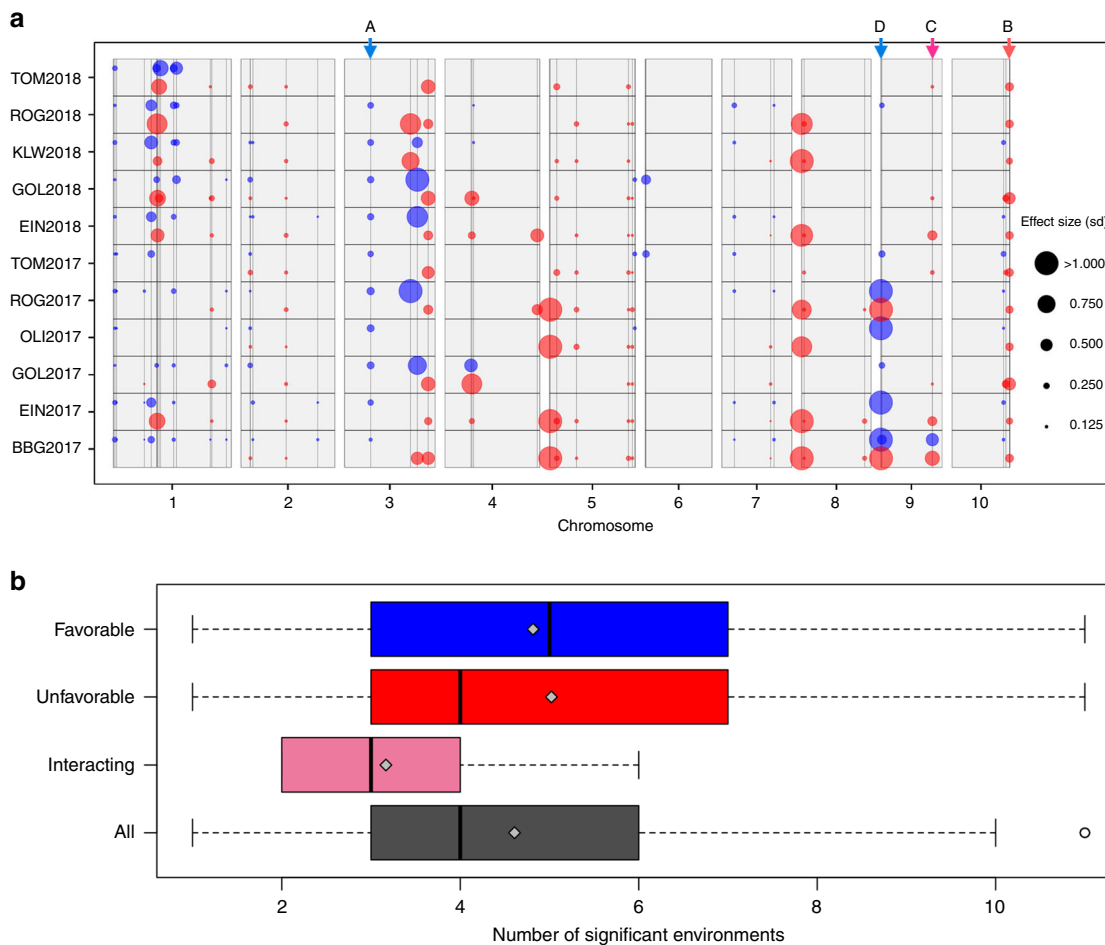 a
A
D
C
B
TOM2018
ROG2018
KLW2018
GOL2018
EIN2018
TOM2017
ROG2017
OLI2017
GOL2017
EIN2017
BBG2017
Effect size (sd)
>1.000
0.750
0.500
0.250
0.125
1 2 3 4 5 6 7 8 9 10
Chromosome
b
Favorable
Unfavorable
Interacting
All
2 4 6 8 10
Number of significant environments